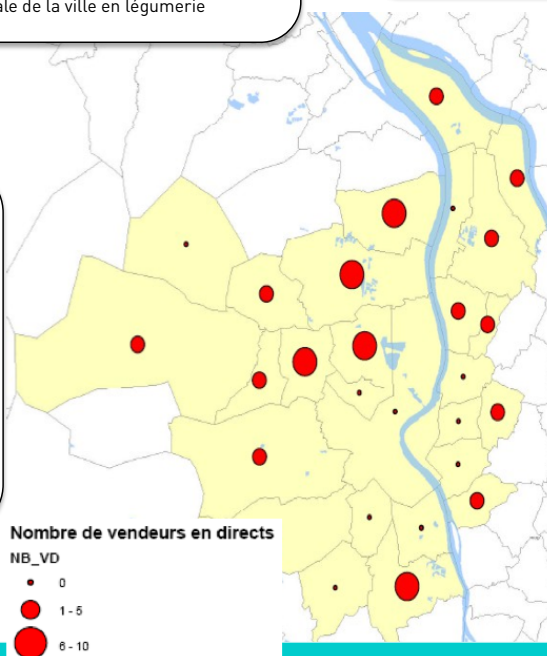 ale de la ville en légumerie
Nombre de vendeurs en directs
NB_VD
0
1 - 5
6 - 10